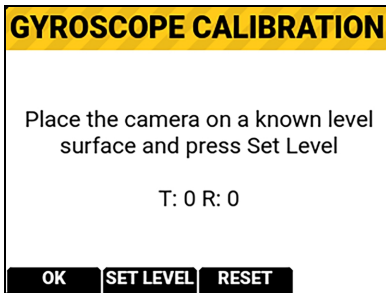 GYROSCOPE CALIBRATION
Place the camera on a known level
surface and press Set Level
T: 0 R: 0
OK SET LEVEL RESET